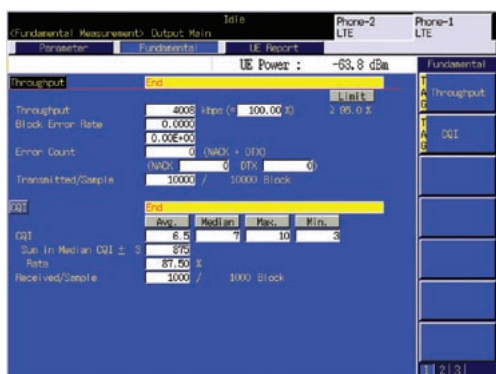 Idle
<Fundamental Measurement> Output Main
Phone-2
LTE
Phone-1
LTE
Parameter
Fundamental
UE Report
UE Power : -63.8 dBm
Fundamental
Throughput
End
Limit
Throughput 4006 kbps (= 100.00 %) ≥ 95.0 %
Block Error Rate 0.0000
0.00E+00
Error Count 0 (NACK + DTX)
(NACK 0 DTX 0)
Transmitted/Sample 10000 / 10000 Block
CQI
End
Avg. Median Max. Min.
CQI 6.5 7 10 3
Sum in Median CQI ± 3 875
Rate 87.50 %
Received/Sample 1000 / 1000 Block
TAG
Throughput
TAG
CQI
1 2 3